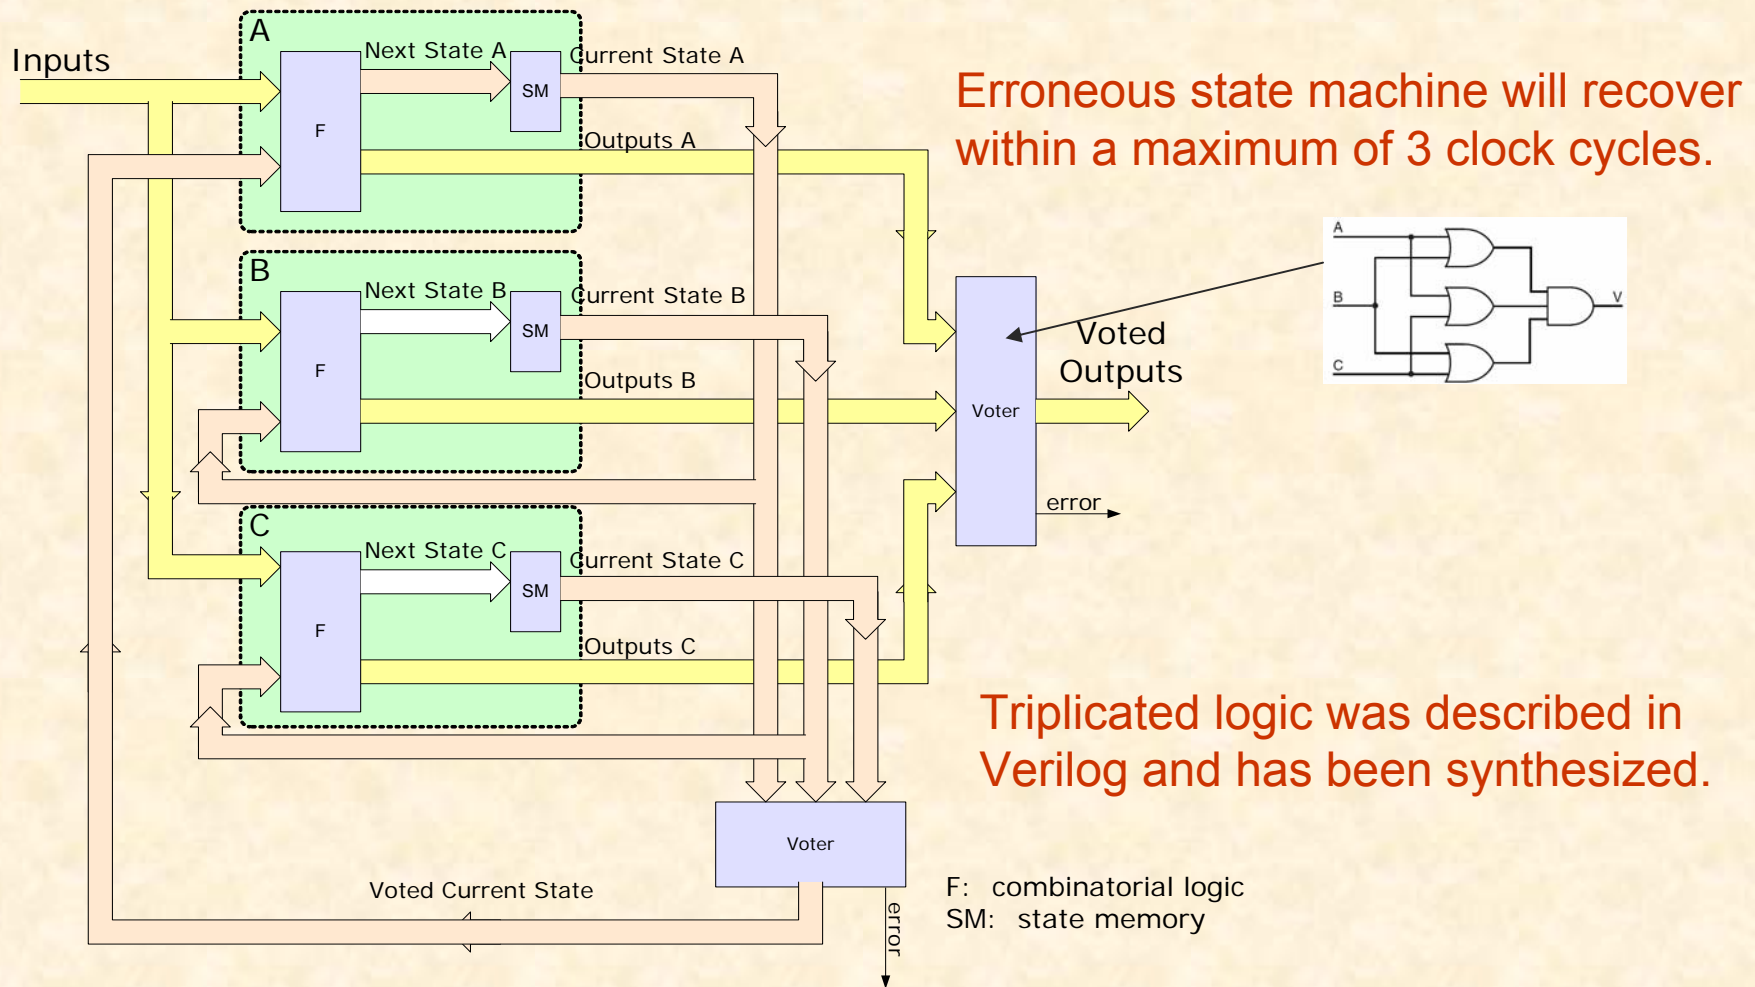 Inputs
A
Next State A
Current State A
F
SM
Outputs A
Erroneous state machine will recover
within a maximum of 3 clock cycles.
B
Next State B
Current State B
F
SM
Outputs B
Voter
Voted
Outputs
error
A
B
C
V
C
Next State C
Current State C
F
SM
Outputs C
Triplicated logic was described in
Verilog and has been synthesized.
Voter
Voted Current State
error
F: combinatorial logic
SM: state memory